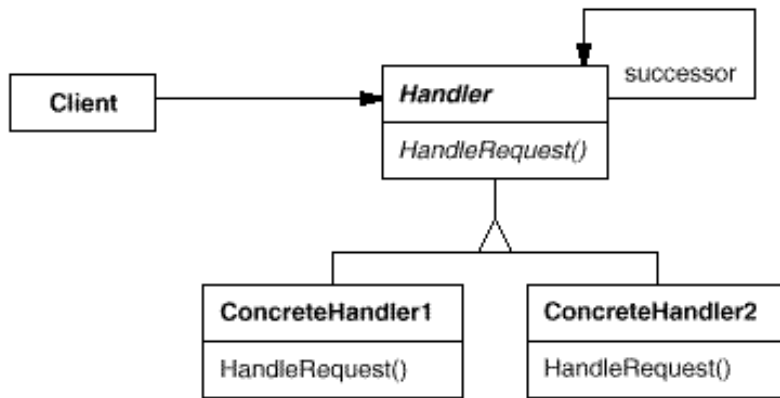 successor
Client
Handler
HandleRequest()
ConcreteHandler1
ConcreteHandler2
HandleRequest()
HandleRequest()